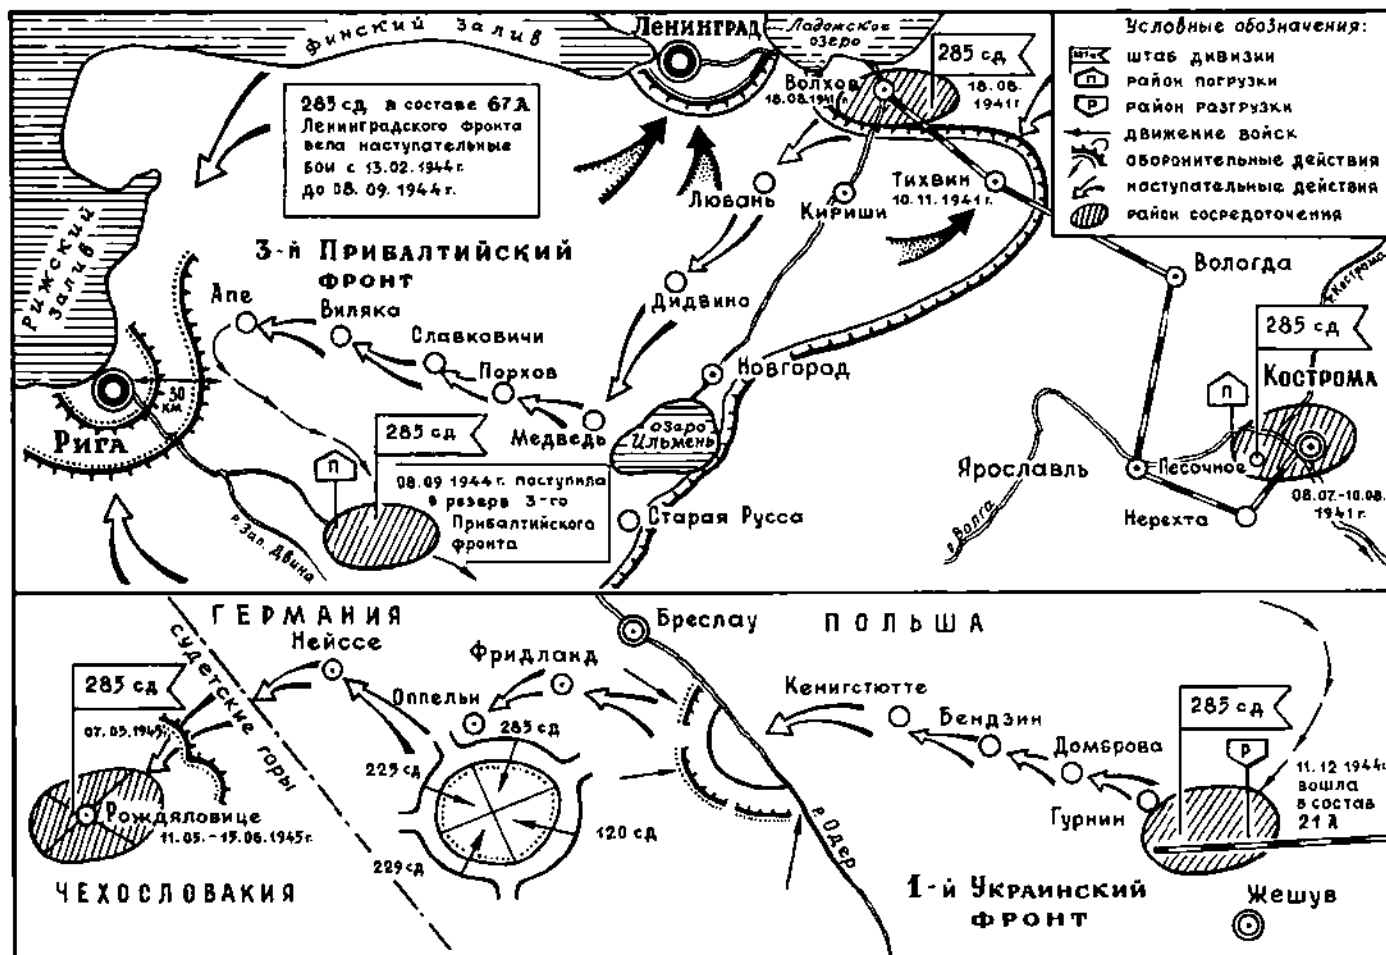 Финский залив
Ленинград
Ладожское
озеро
Волхов
18.08.1941 г.
285 сд
18.08.
1941 г
Условные обозначения:
штаб дивизии
П
район погрузки
Р
район разгрузки
движение войск
оборонительные действия
наступательные действия
район сосредоточения
285 сд в составе 67А
Ленинградского фронта
вела наступательные
бои с 13.02.1944 г.
до 08.09.1944 г.
Рижский
залив
Любань
Кириши
Тихвин
10.11.1941 г.
Вологда
р. Кострома
3-й Прибалтийский
фронт
Апе
Виляка
Славковичи
Порхов
Медведь
Дидвино
Новгород
озеро
Ильмень
Старая Русса
285 сд
Кострома
П
Песочное
Ярославль
Нерехта
08.07.-10.08.
1941 г.
р. Волга
30
км
Рига
р. Зап. Двина
П
285 сд
08.09 1944 г. поступила
в резерв 3-го
Прибалтийского
фронта
Германия
Судетские горы
Нейссе
Оппельн
Фридланд
Бреслау
Польша
285 сд
07.05.1945г.
Рождяловице
11.05.-15.06.1945г.
Чехословакия
285 сд
225 сд
229 сд
120 сд
р. Одер
Кенигстютте
Бендзин
Домброва
Гурнин
285 сд
Р
11.12 1944г.
вошла
в состав
21 А
1-й Украинский
фронт
Жешув